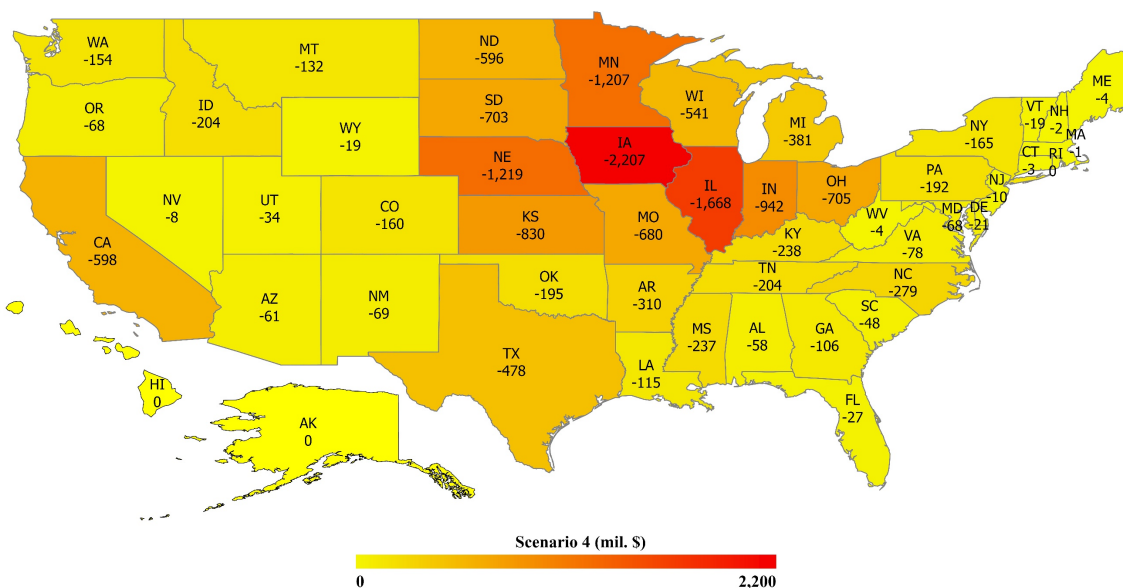 WA
-154
MT
-132
ND
-596
MN
-1,207
OR
-68
ID
-204
WY
-19
SD
-703
WI
-541
MI
-381
NY
-165
VT
-19
NH
-2
ME
-4
MA
-1
CT
-3
RI
0
NV
-8
UT
-34
CO
-160
NE
-1,219
IA
-2,207
IL
-1,668
IN
-942
OH
-705
PA
-192
NJ
-10
CA
-598
KS
-830
MO
-680
KY
-238
WV
-4
MD
-68
DE
-21
VA
-78
AZ
-61
NM
-69
OK
-195
AR
-310
TN
-204
NC
-279
SC
-48
TX
-478
LA
-115
MS
-237
AL
-58
GA
-106
FL
-27
HI
0
AK
0
Scenario 4 (mil. $)
0 2,200